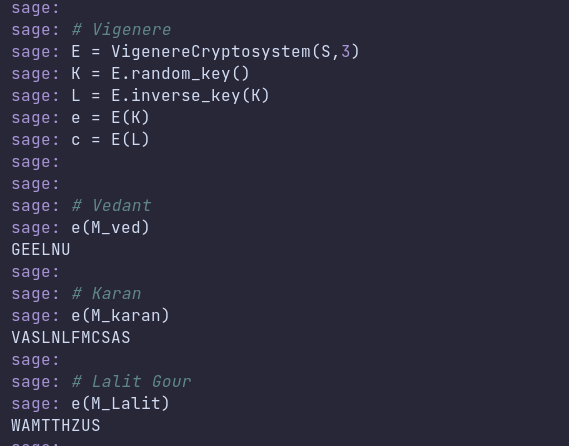 sage:
sage: # Vigenere
sage: E = VigenereCryptosystem(S,3)
sage: K = E.random_key()
sage: L = E.inverse_key(K)
sage: e = E(K)
sage: c = E(L)
sage:
sage:
sage: # Vedant
sage: e(M_ved)
GEELNU
sage:
sage: # Karan
sage: e(M_karan)
VASLNLFMCSAS
sage:
sage: # Lalit Gour
sage: e(M_Lalit)
WAMTTHZUS
sage: